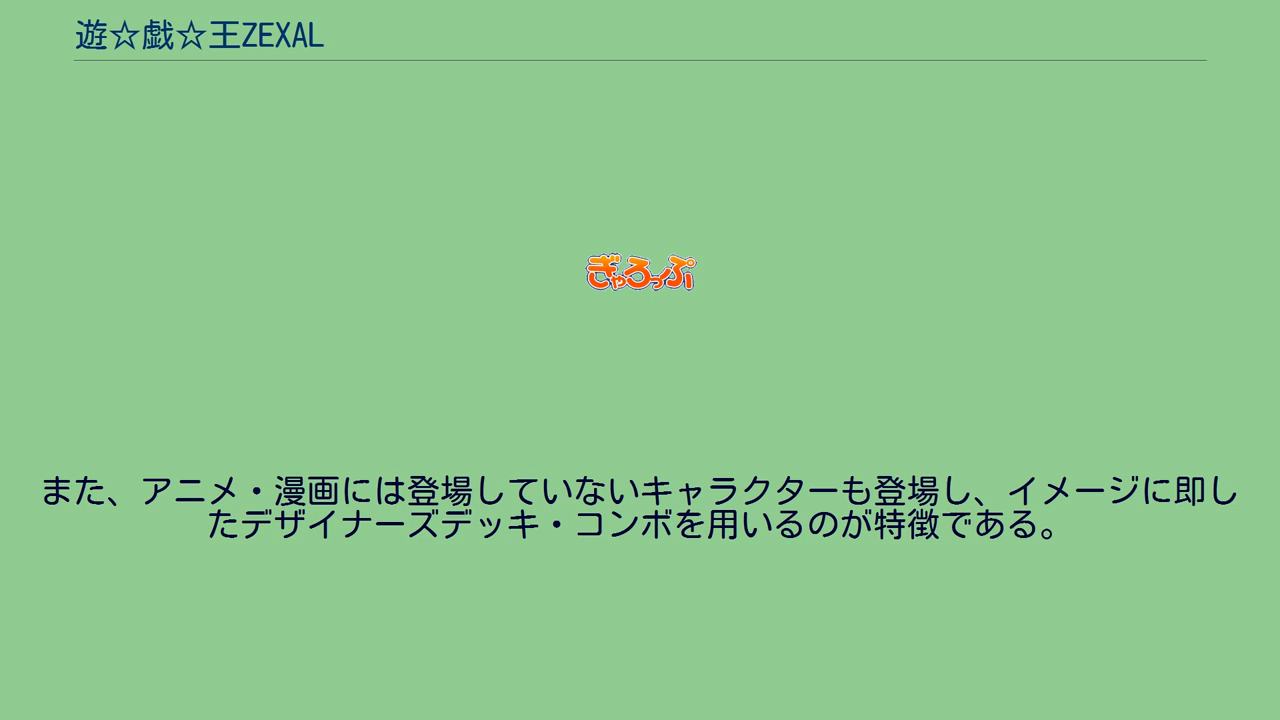 遊☆戯☆王ZEXAL
ぎゃろっぷ
また、アニメ・漫画には登場していないキャラクターも登場し、イメージに即し
たデザイナーズデッキ・コンボを用いるのが特徴である。